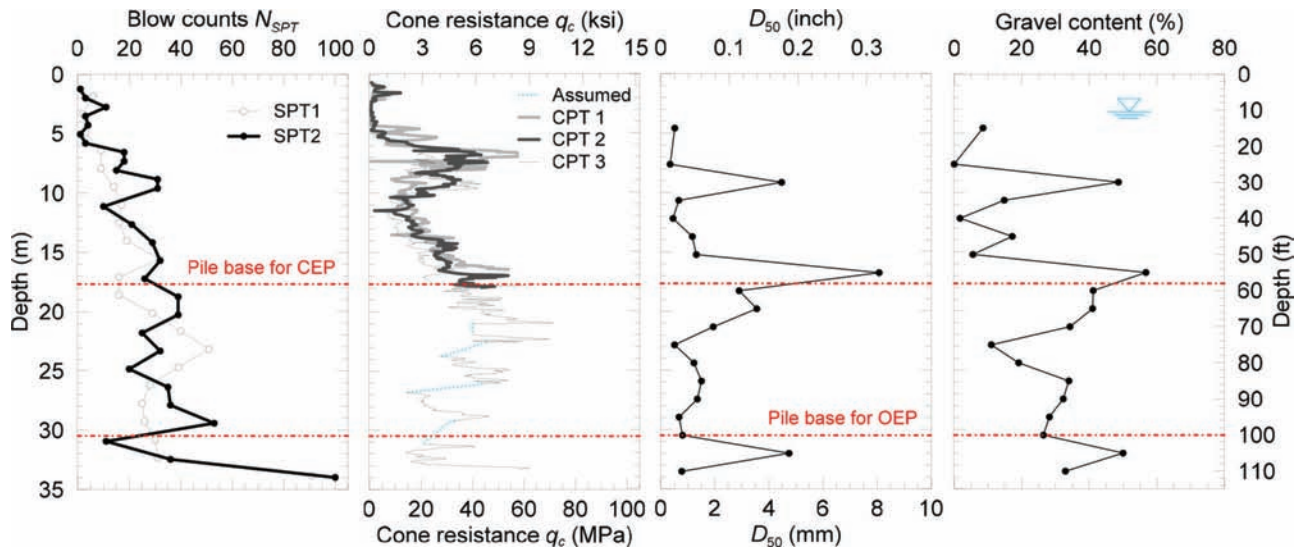 Blow counts N_SPT
Cone resistance q_c (ksi)
D_50 (inch)
Gravel content (%)
0 20 40 60 80 100
0 3 6 9 12 15
0.1 0.2 0.3
0 20 40 60 80
SPT1
SPT2
Assumed
CPT 1
CPT 2
CPT 3
Depth (m)
0
5
10
15
20
25
30
35
Pile base for CEP
Pile base for OEP
0
10
20
30
40
50
60
70
80
90
100
110
Depth (ft)
0 20 40 60 80 100
0 2 4 6 8 10
Cone resistance q_c (MPa)
D_50 (mm)